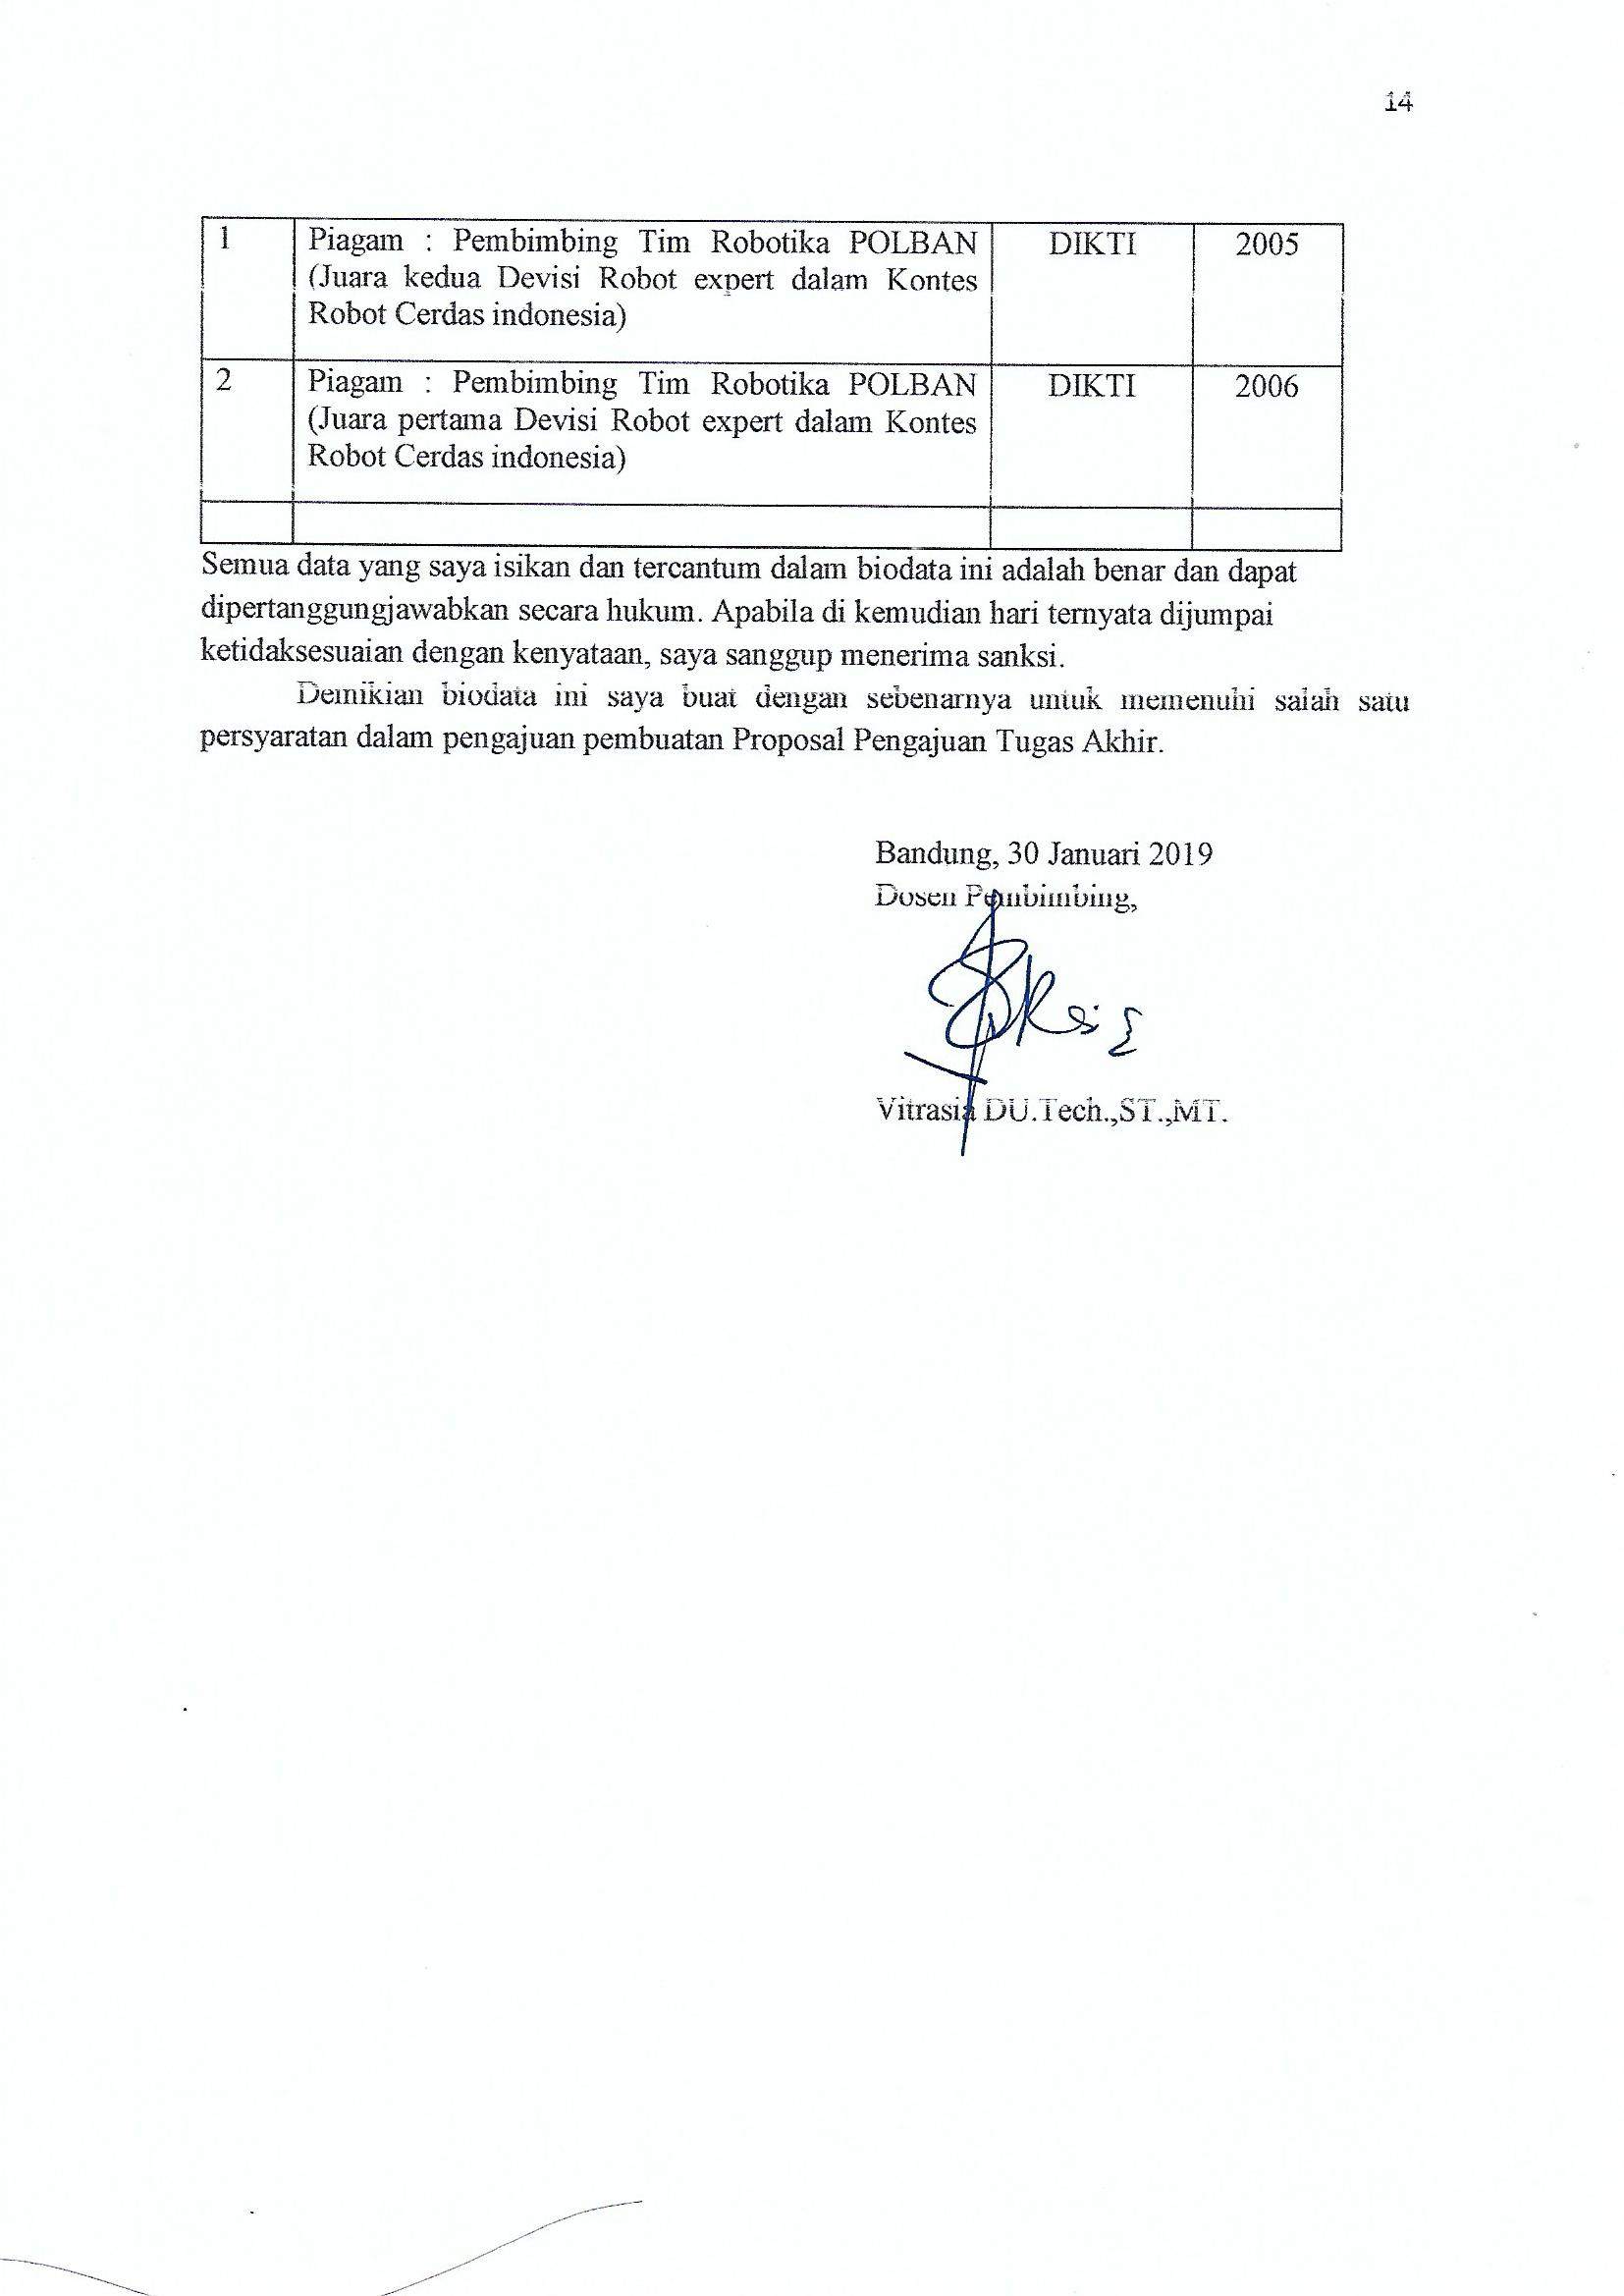 14
1 Piagam : Pembimbing Tim Robotika POLBAN DIKTI 2005
(Juara kedua Devisi Robot expert dalam Kontes
Robot Cerdas indonesia)
2 Piagam : Pembimbing Tim Robotika POLBAN DIKTI 2006
(Juara pertama Devisi Robot expert dalam Kontes
Robot Cerdas indonesia)
Semua data yang saya isikan dan tercantum dalam biodata ini adalah benar dan dapat
dipertanggungjawabkan secara hukum. Apabila di kemudian hari ternyata dijumpai
ketidaksesuaian dengan kenyataan, saya sanggup menerima sanksi.
Demikian biodata ini saya buat dengan sebenarnya untuk memenuhi salah satu
persyaratan dalam pengajuan pembuatan Proposal Pengajuan Tugas Akhir.
Bandung, 30 Januari 2019
Dosen Pembimbing,
Vitrasia DU.Tech.,ST.,MT.